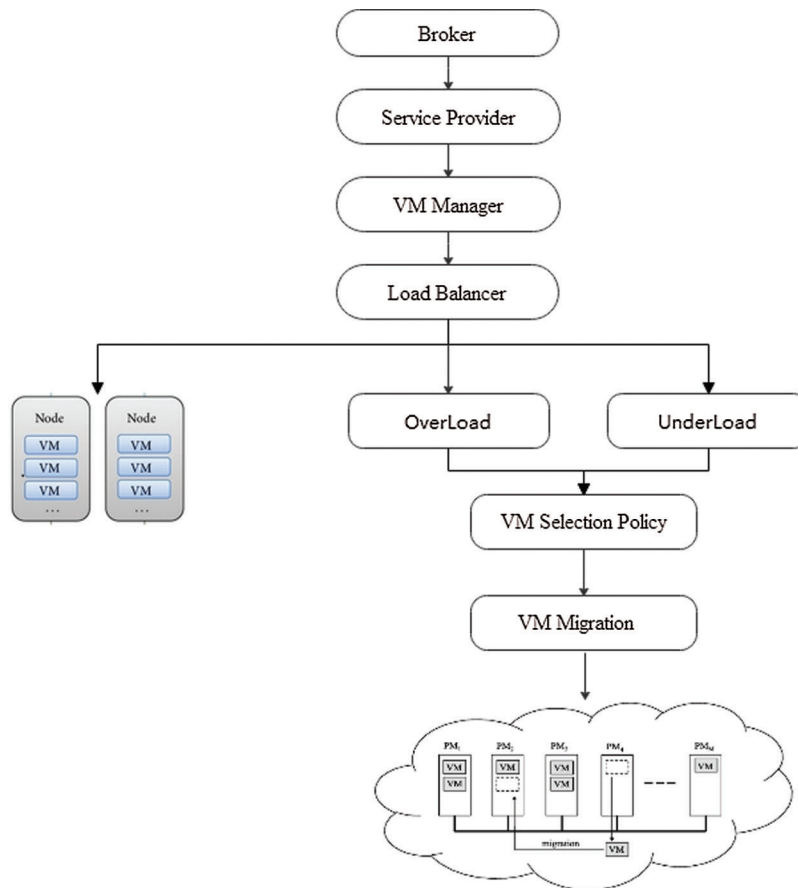 Broker
Service Provider
VM Manager
Load Balancer
Node
VM
VM
VM
...
Node
VM
VM
VM
...
OverLoad
UnderLoad
VM Selection Policy
VM Migration
PM1 PM2 PM3 PM4 PMM
VM VM VM VM
VM VM
migration VM